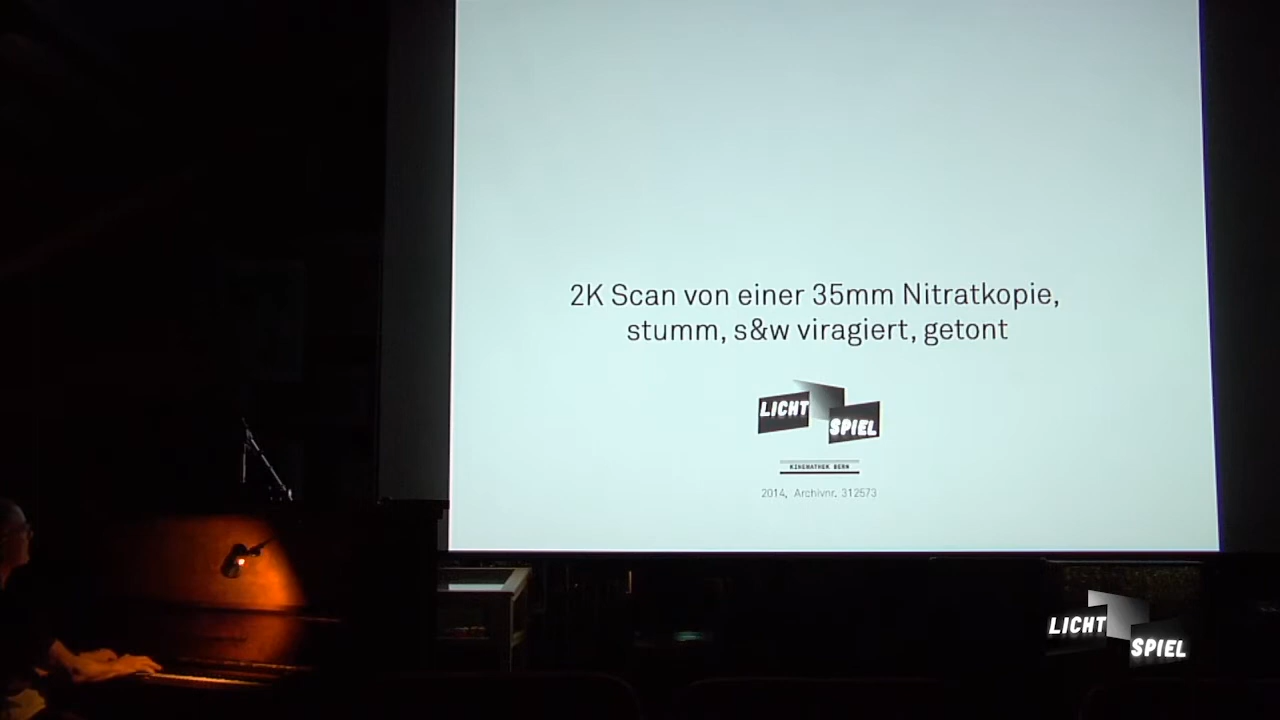 2K Scan von einer 35mm Nitratkopie,
stumm, s&w viragiert, getont
LICHT
SPIEL
KINEMATHEK BERN
2014, Archivnr. 312573
LICHT
SPIEL